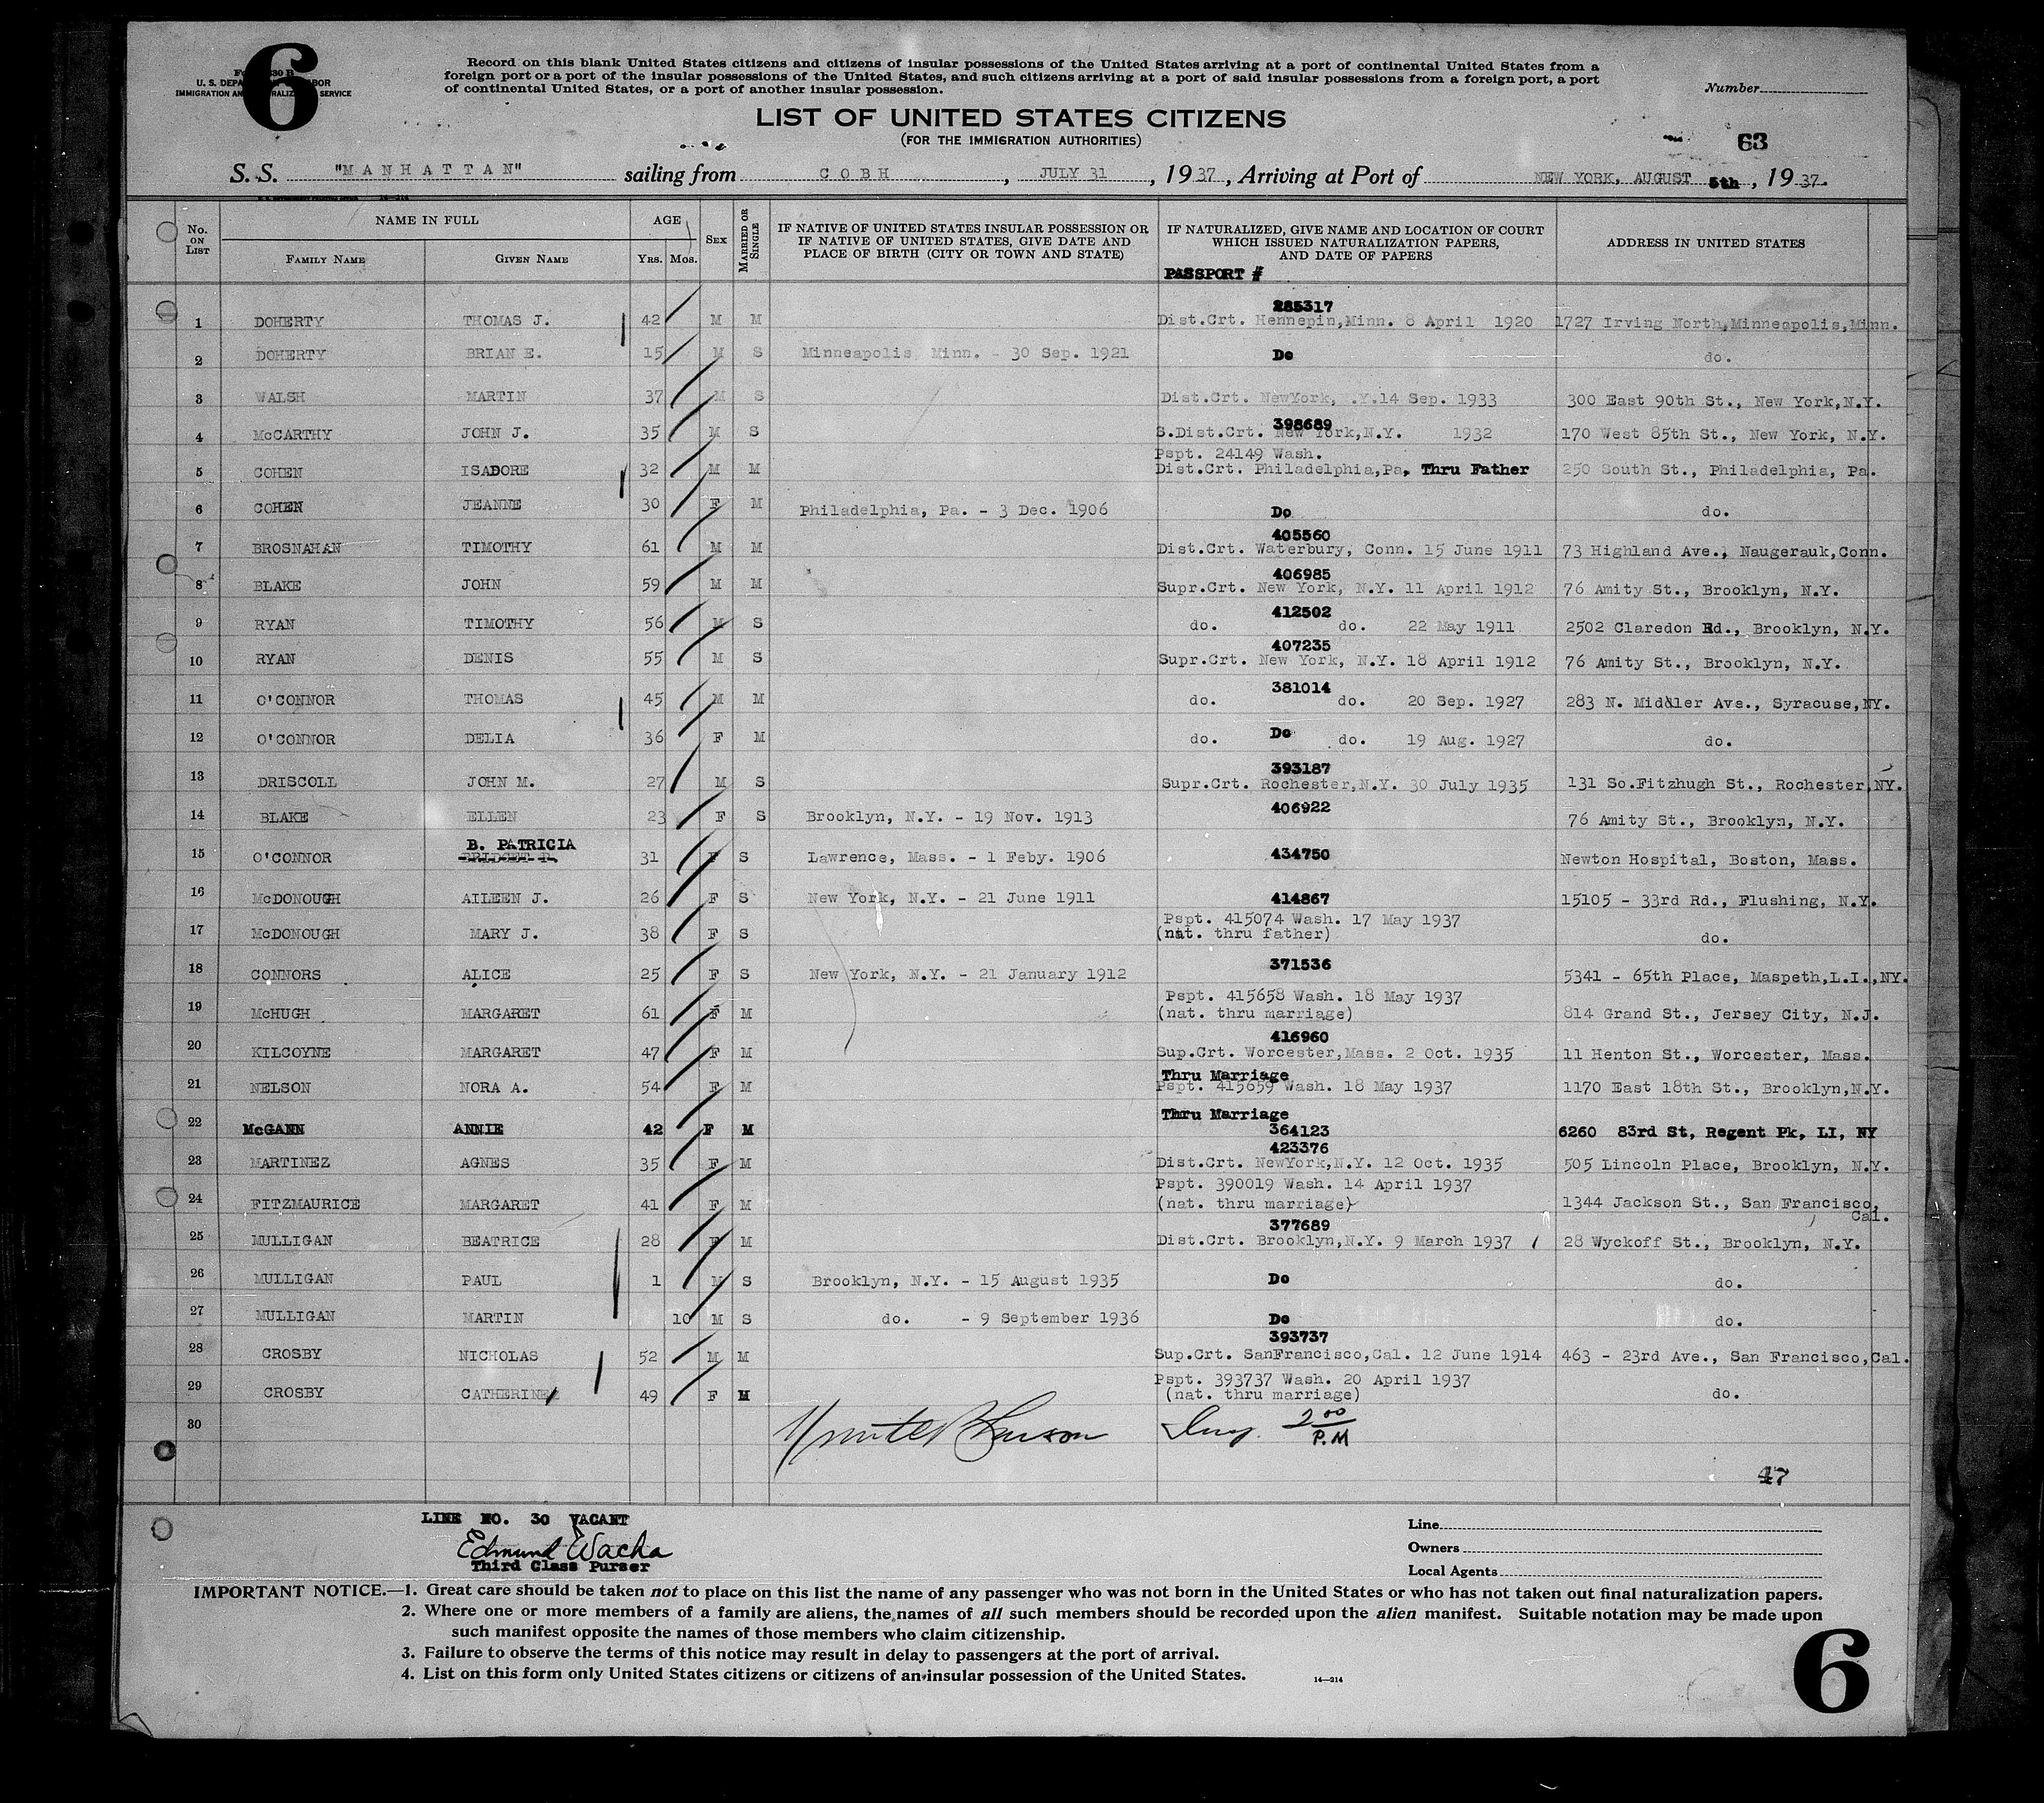 6
Form 630 B
U. S. DEPARTMENT OF LABOR
IMMIGRATION AND NATURALIZATION SERVICE
Record on this blank United States citizens and citizens of insular possessions of the United States arriving at a port of continental United States from a
foreign port or a port of the insular possessions of the United States, and such citizens arriving at a port of said insular possessions from a foreign port, a port
of continental United States, or a port of another insular possession.
Number
LIST OF UNITED STATES CITIZENS
(FOR THE IMMIGRATION AUTHORITIES)
63
S. S. "MANHATTAN" sailing from COBH, JULY 31, 1937, Arriving at Port of NEW YORK, AUGUST 5th, 1937.
No. ON LIST
NAME IN FULL
FAMILY NAME
GIVEN NAME
AGE
YRS. MOS.
SEX
MARRIED OR SINGLE
IF NATIVE OF UNITED STATES INSULAR POSSESSION OR
IF NATIVE OF UNITED STATES, GIVE DATE AND
PLACE OF BIRTH (CITY OR TOWN AND STATE)
IF NATURALIZED, GIVE NAME AND LOCATION OF COURT
WHICH ISSUED NATURALIZATION PAPERS,
AND DATE OF PAPERS
PASSPORT #
ADDRESS IN UNITED STATES
285317
1 DOHERTY THOMAS J. 42 M M Dist.Crt. Hennepin,Minn. 8 April 1920 1727 Irving North,Minneapolis,Minn.
2 DOHERTY BRIAN E. 15 M S Minneapolis Minn. - 30 Sep. 1921 Do do.
3 WALSH MARTIN 37 M S Dist.Crt. NewYork, .Y.14 Sep. 1933 300 East 90th St., New York,N.Y.
398689
4 McCARTHY JOHN J. 35 M S S.Dist.Crt. New York,N.Y. 1932 170 West 85th St., New York, N.Y.
Pspt. 24149 Wash.
5 COHEN ISADORE 32 M M Dist.Crt. Philadelphia,Pa, Thru Father 250 South St., Philadelphia, Pa.
6 COHEN JEANNE 30 F M Philadelphia, Pa. - 3 Dec. 1906 Do do.
405560
7 BROSNAHAN TIMOTHY 61 M M Dist.Crt. Waterbury, Conn. 15 June 1911 73 Highland Ave., Naugerauk,Conn.
406985
8 BLAKE JOHN 59 M M Supr.Crt. New York, N.Y. 11 April 1912 76 Amity St., Brooklyn, N.Y.
412502
9 RYAN TIMOTHY 56 M S do. do. 22 May 1911 2502 Claredon Rd., Brooklyn, N.Y.
407235
10 RYAN DENIS 55 M S Supr.Crt. New York, N.Y. 18 April 1912 76 Amity St., Brooklyn, N.Y.
381014
11 O'CONNOR THOMAS 45 M M do. do. 20 Sep. 1927 283 N. Middler Ave., Syracuse,NY.
12 O'CONNOR DELIA 36 F M do. Do do. 19 Aug. 1927 do.
393187
13 DRISCOLL JOHN M. 27 M S Supr.Crt. Rochester,N.Y. 30 July 1935 131 So.Fitzhugh St., Rochester,NY.
14 BLAKE ELLEN 23 F S Brooklyn, N.Y. - 19 Nov. 1913 406922 76 Amity St., Brooklyn, N.Y.
B. PATRICIA
15 O'CONNOR BRIDGET P. 31 F S Lawrence, Mass. - 1 Feby. 1906 434750 Newton Hospital, Boston, Mass.
16 McDONOUGH AILEEN J. 26 F S New York, N.Y. - 21 June 1911 414867 15105 - 33rd Rd., Flushing, N.Y.
Pspt. 415074 Wash. 17 May 1937
17 McDONOUGH MARY J. 38 F S (nat. thru father) do.
18 CONNORS ALICE 25 F S New York, N.Y. - 21 January 1912 371536 5341 - 65th Place, Maspeth,L.I.,NY.
Pspt. 415658 Wash. 18 May 1937
19 McHUGH MARGARET 61 F M (nat. thru marriage) 814 Grand St., Jersey City, N.J.
416960
20 KILCOYNE MARGARET 47 F M Sup.Crt. Worcester,Mass. 2 Oct. 1935 11 Henton St., Worcester, Mass.
Thru Marriage
21 NELSON NORA A. 54 F M Pspt. 415659 Wash. 18 May 1937 1170 East 18th St., Brooklyn,N.Y.
Thru Marriage
22 McGANN ANNIE 42 F M 364123 6260 83rd St, Regent Pk, LI, NY
423376
23 MARTINEZ AGNES 35 F M Dist.Crt. NewYork,N.Y. 12 Oct. 1935 505 Lincoln Place, Brooklyn, N.Y.
Pspt. 390019 Wash. 14 April 1937
24 FITZMAURICE MARGARET 41 F M (nat. thru marriage) 1344 Jackson St., San Francisco,
Cal.
377689
25 MULLIGAN BEATRICE 28 F M Dist.Crt. Brooklyn,N.Y. 9 March 1937 28 Wyckoff St., Brooklyn, N.Y.
26 MULLIGAN PAUL 1 M S Brooklyn, N.Y. - 15 August 1935 Do do.
27 MULLIGAN MARTIN 10 M S do. - 9 September 1936 Do do.
393737
28 CROSBY NICHOLAS 52 M M Sup.Crt. SanFrancisco,Cal. 12 June 1914 463 - 23rd Ave., San Francisco,Cal.
Pspt. 393737 Wash. 20 April 1937
29 CROSBY CATHERINE 49 F M (nat. thru marriage) do.
30
Insp. 2 00 P.M
47
LINE NO. 30 VACANT
Edmund Wacha
Third Class Purser
Line
Owners
Local Agents
IMPORTANT NOTICE.—1. Great care should be taken not to place on this list the name of any passenger who was not born in the United States or who has not taken out final naturalization papers.
2. Where one or more members of a family are aliens, the names of all such members should be recorded upon the alien manifest. Suitable notation may be made upon
such manifest opposite the names of those members who claim citizenship.
3. Failure to observe the terms of this notice may result in delay to passengers at the port of arrival.
4. List on this form only United States citizens or citizens of an insular possession of the United States.
14—214
6